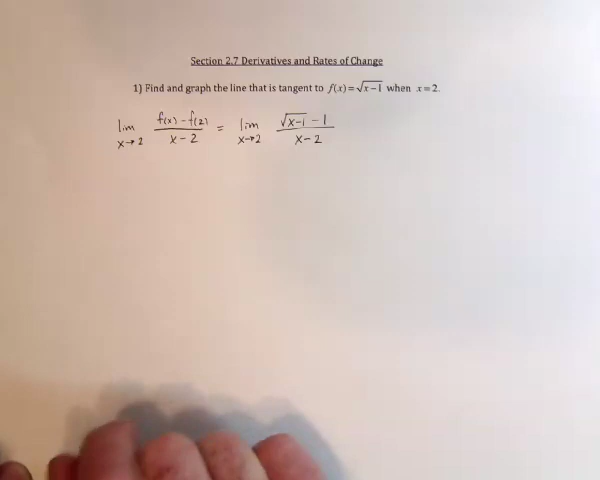 Section 2.7 Derivatives and Rates of Change
1) Find and graph the line that is tangent to f(x)=√(x−1) when x=2.
lim x→2 (f(x)-f(2))/(x-2) = lim x→2 (√(x-1) - 1)/(x-2)